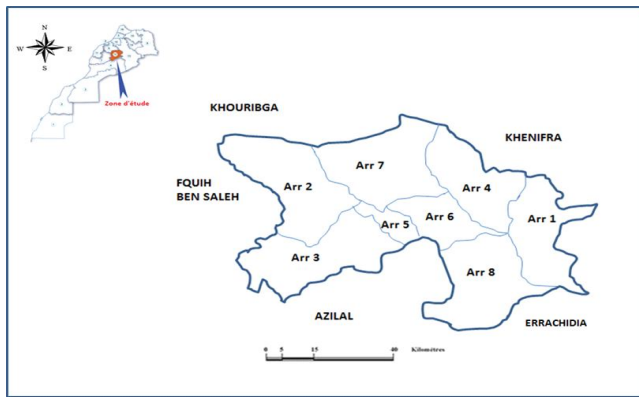 N
W E
S
Zone d'étude
KHOURIBGA
KHENIFRA
Arr 7
Arr 2
Arr 4
FQUIH
BEN SALEH
Arr 6
Arr 1
Arr 5
Arr 3
Arr 8
AZILAL
ERRACHIDIA
0 5 15 40 Kilomètres